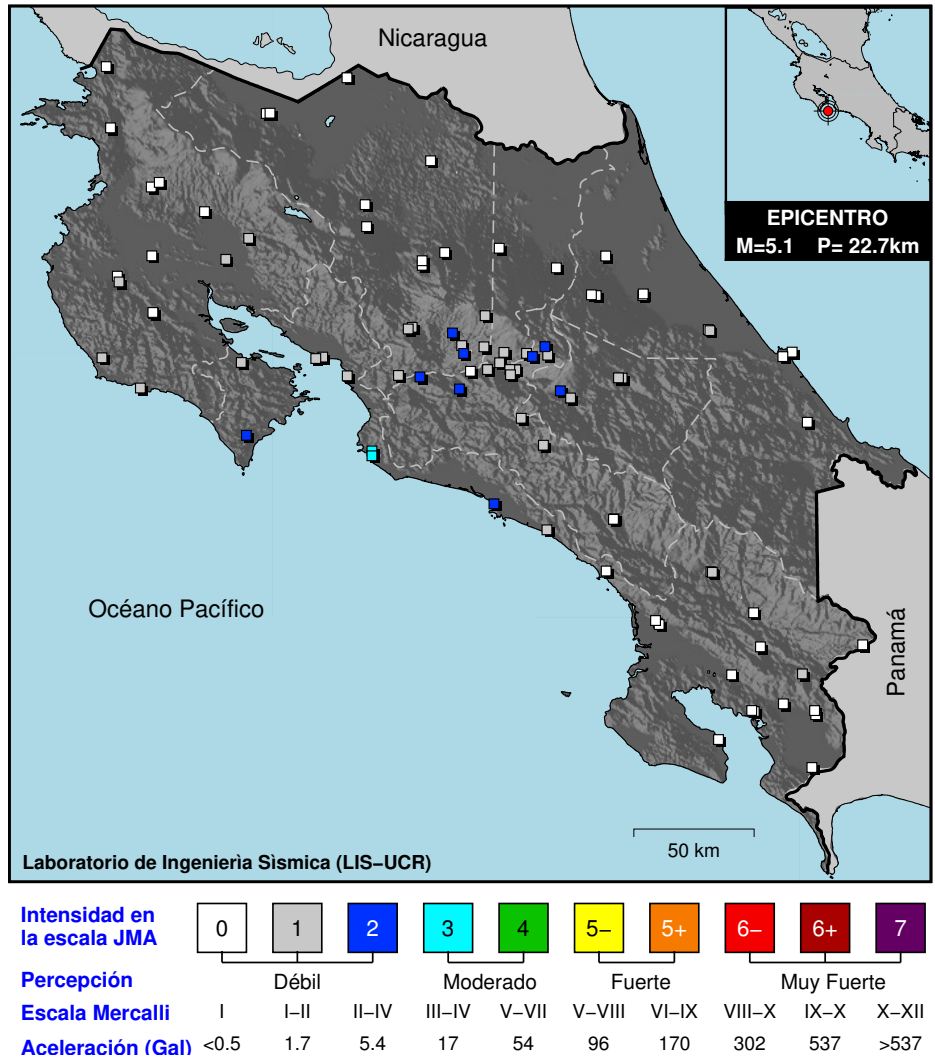 Nicaragua
EPICENTRO
M=5.1 P= 22.7km
Océano Pacífico
Panamá
50 km
Laboratorio de Ingenierìa Sìsmica (LIS−UCR)
Intensidad en
la escala JMA
0 1 2 3 4 5− 5+ 6− 6+ 7
Percepción Débil Moderado Fuerte Muy Fuerte
Escala Mercalli I I−II II−IV III−IV V−VII V−VIII VI−IX VIII−X IX−X X−XII
Aceleración (Gal) <0.5 1.7 5.4 17 54 96 170 302 537 >537